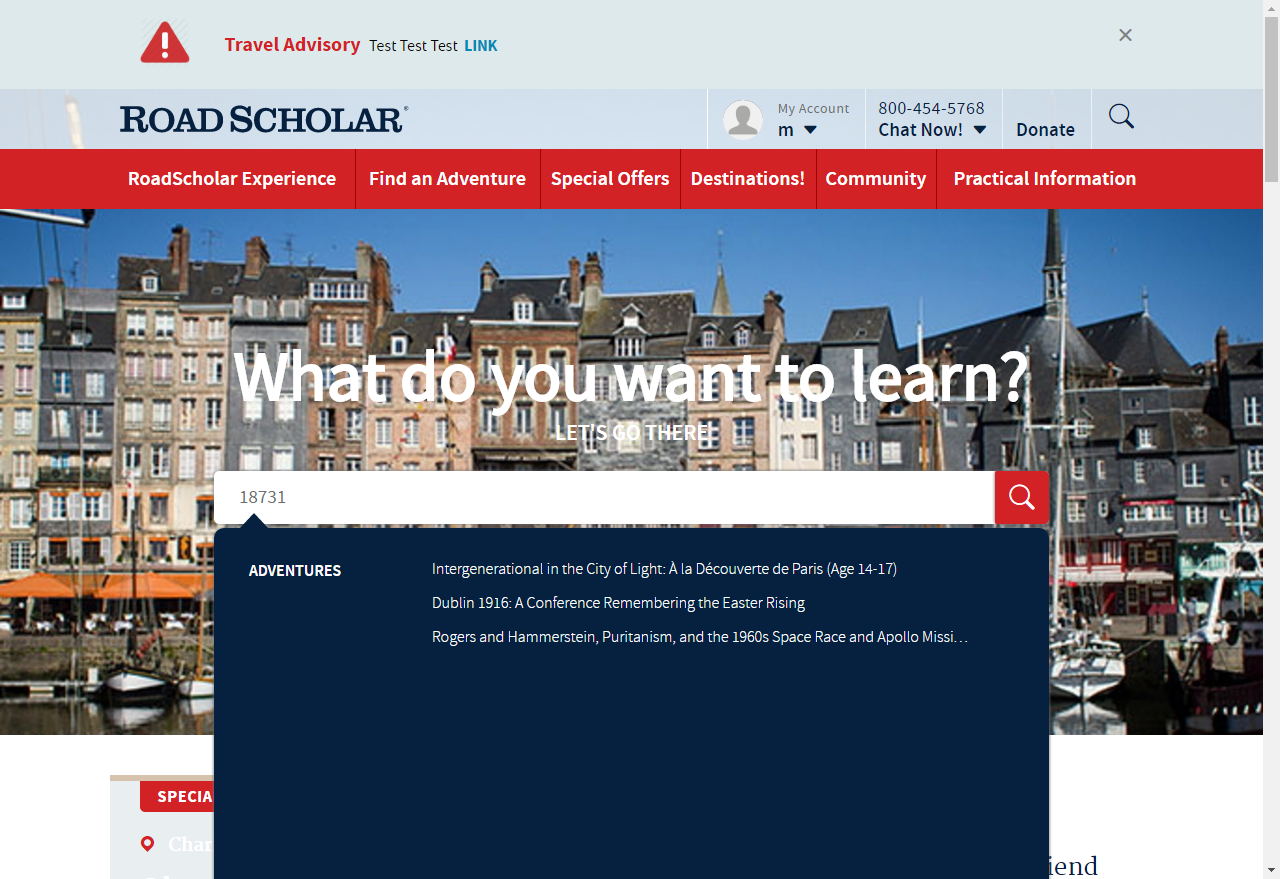 Travel Advisory Test Test Test LINK
ROAD SCHOLAR®
My Account
m
800-454-5768
Chat Now!
Donate
RoadScholar Experience
Find an Adventure
Special Offers
Destinations!
Community
Practical Information
What do you want to learn?
LET'S GO THERE
18731
ADVENTURES
Intergenerational in the City of Light: À la Découverte de Paris (Age 14-17)
Dublin 1916: A Conference Remembering the Easter Rising
Rogers and Hammerstein, Puritanism, and the 1960s Space Race and Apollo Missi…
SPECIA
Char
iend